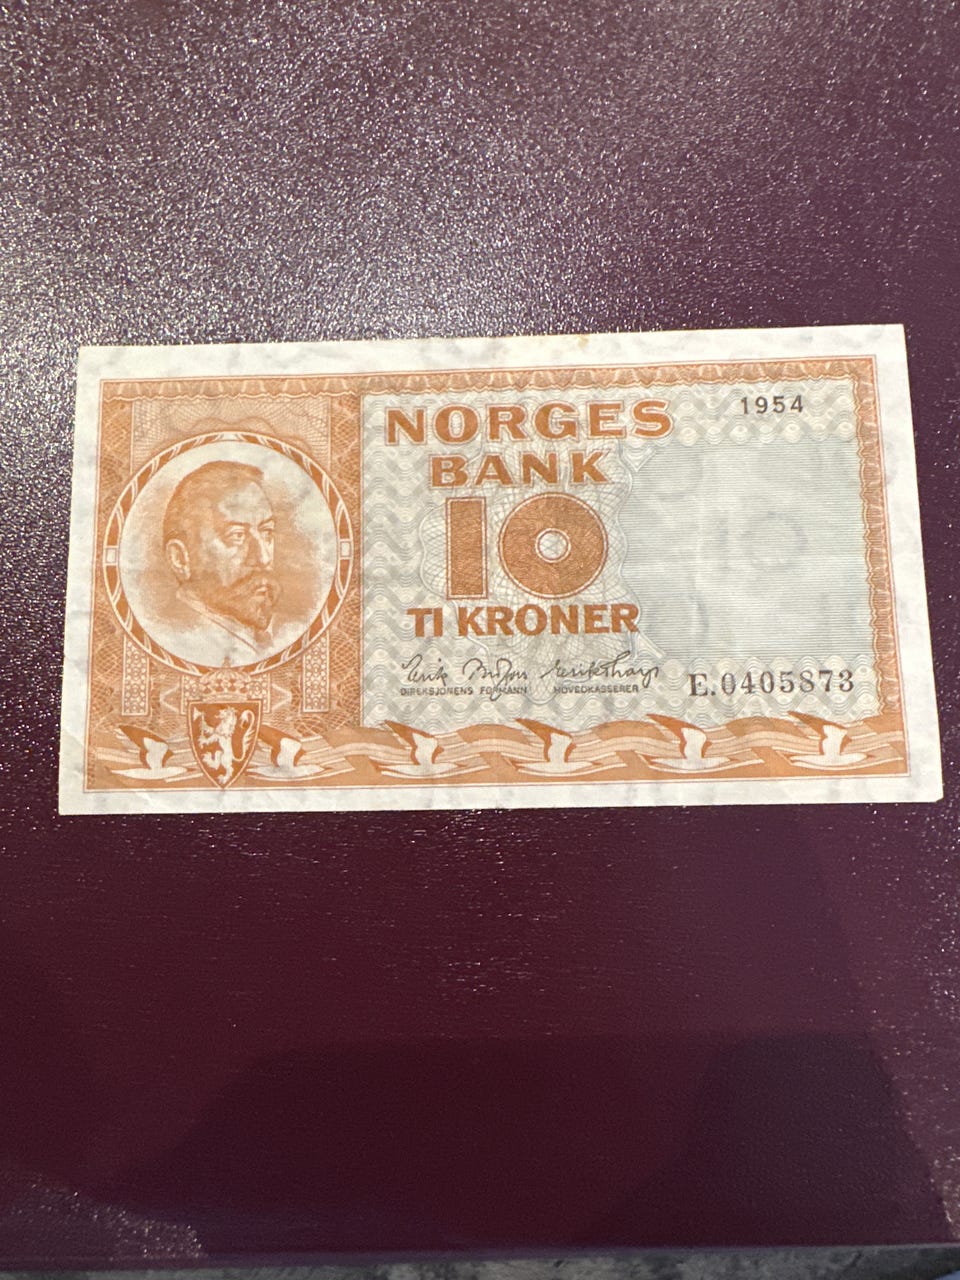 NORGES
BANK
1954
10
TI KRONER
DIREKSJONENS FORMANN
HOVEDKASSERER
E.0405873